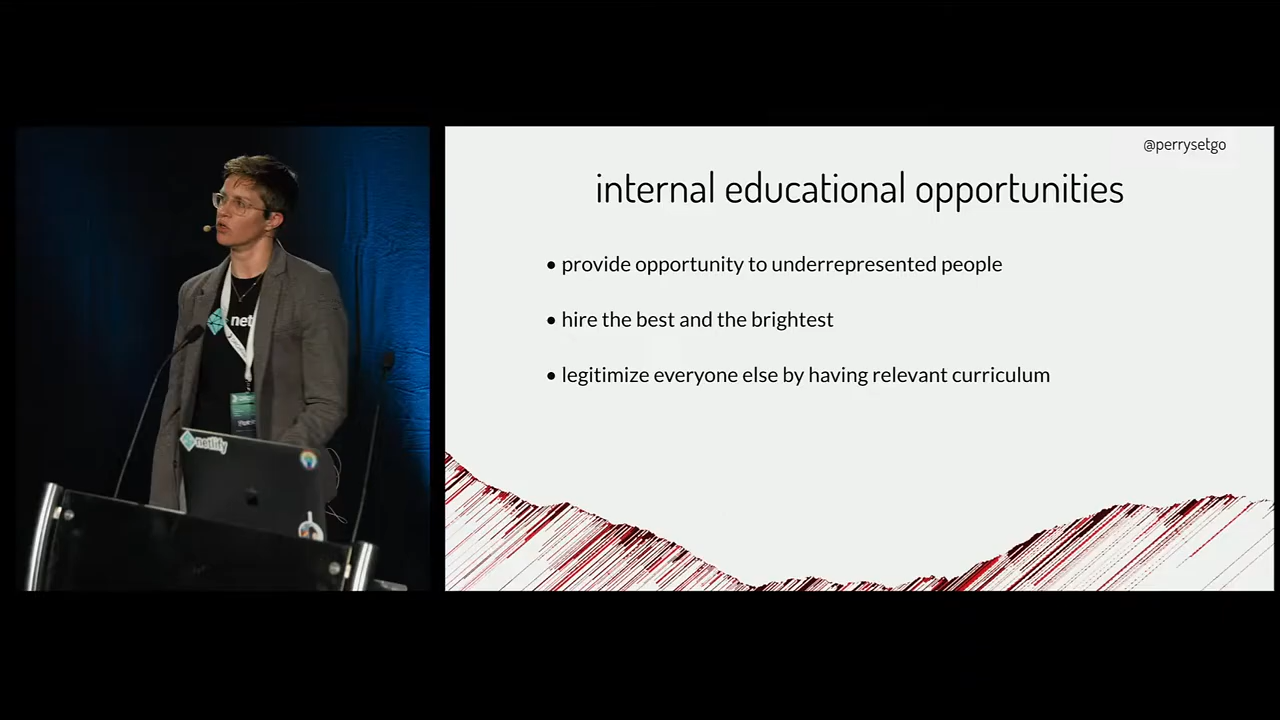 @perrysetgo
internal educational opportunities
• provide opportunity to underrepresented people
• hire the best and the brightest
• legitimize everyone else by having relevant curriculum
net
netlify